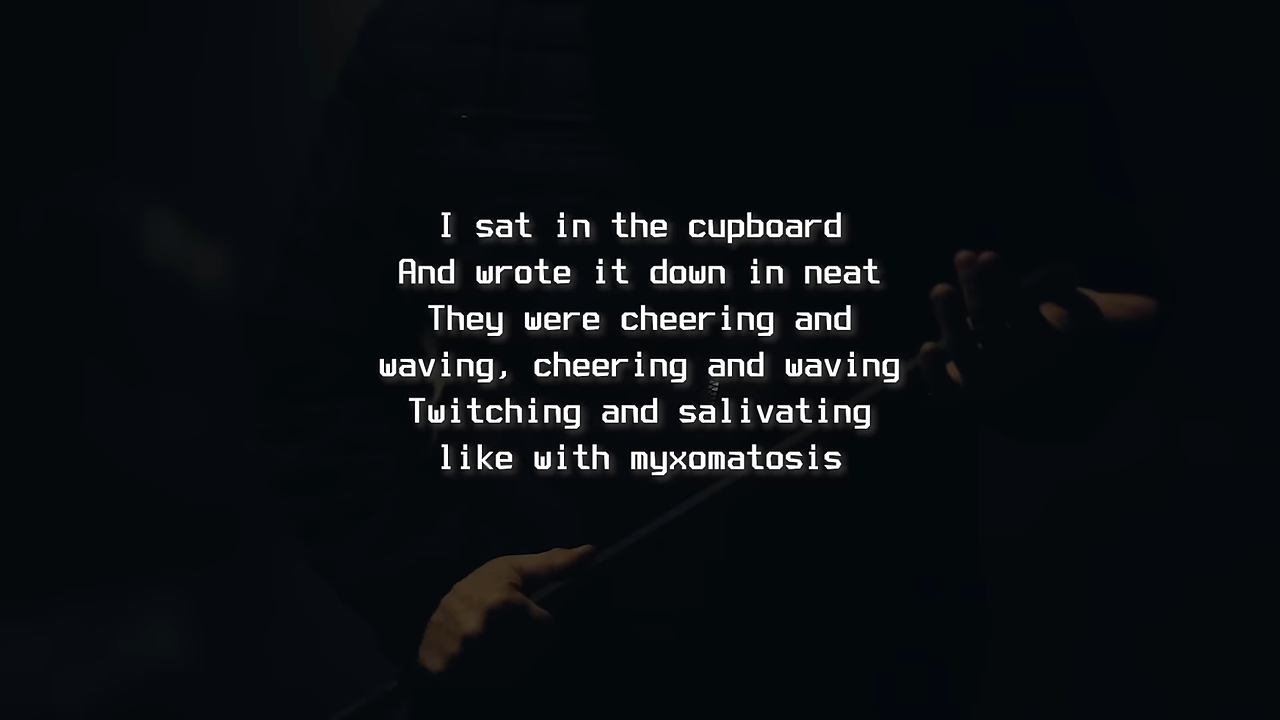 I sat in the cupboard
And wrote it down in neat
They were cheering and
waving, cheering and waving
Twitching and salivating
like with myxomatosis